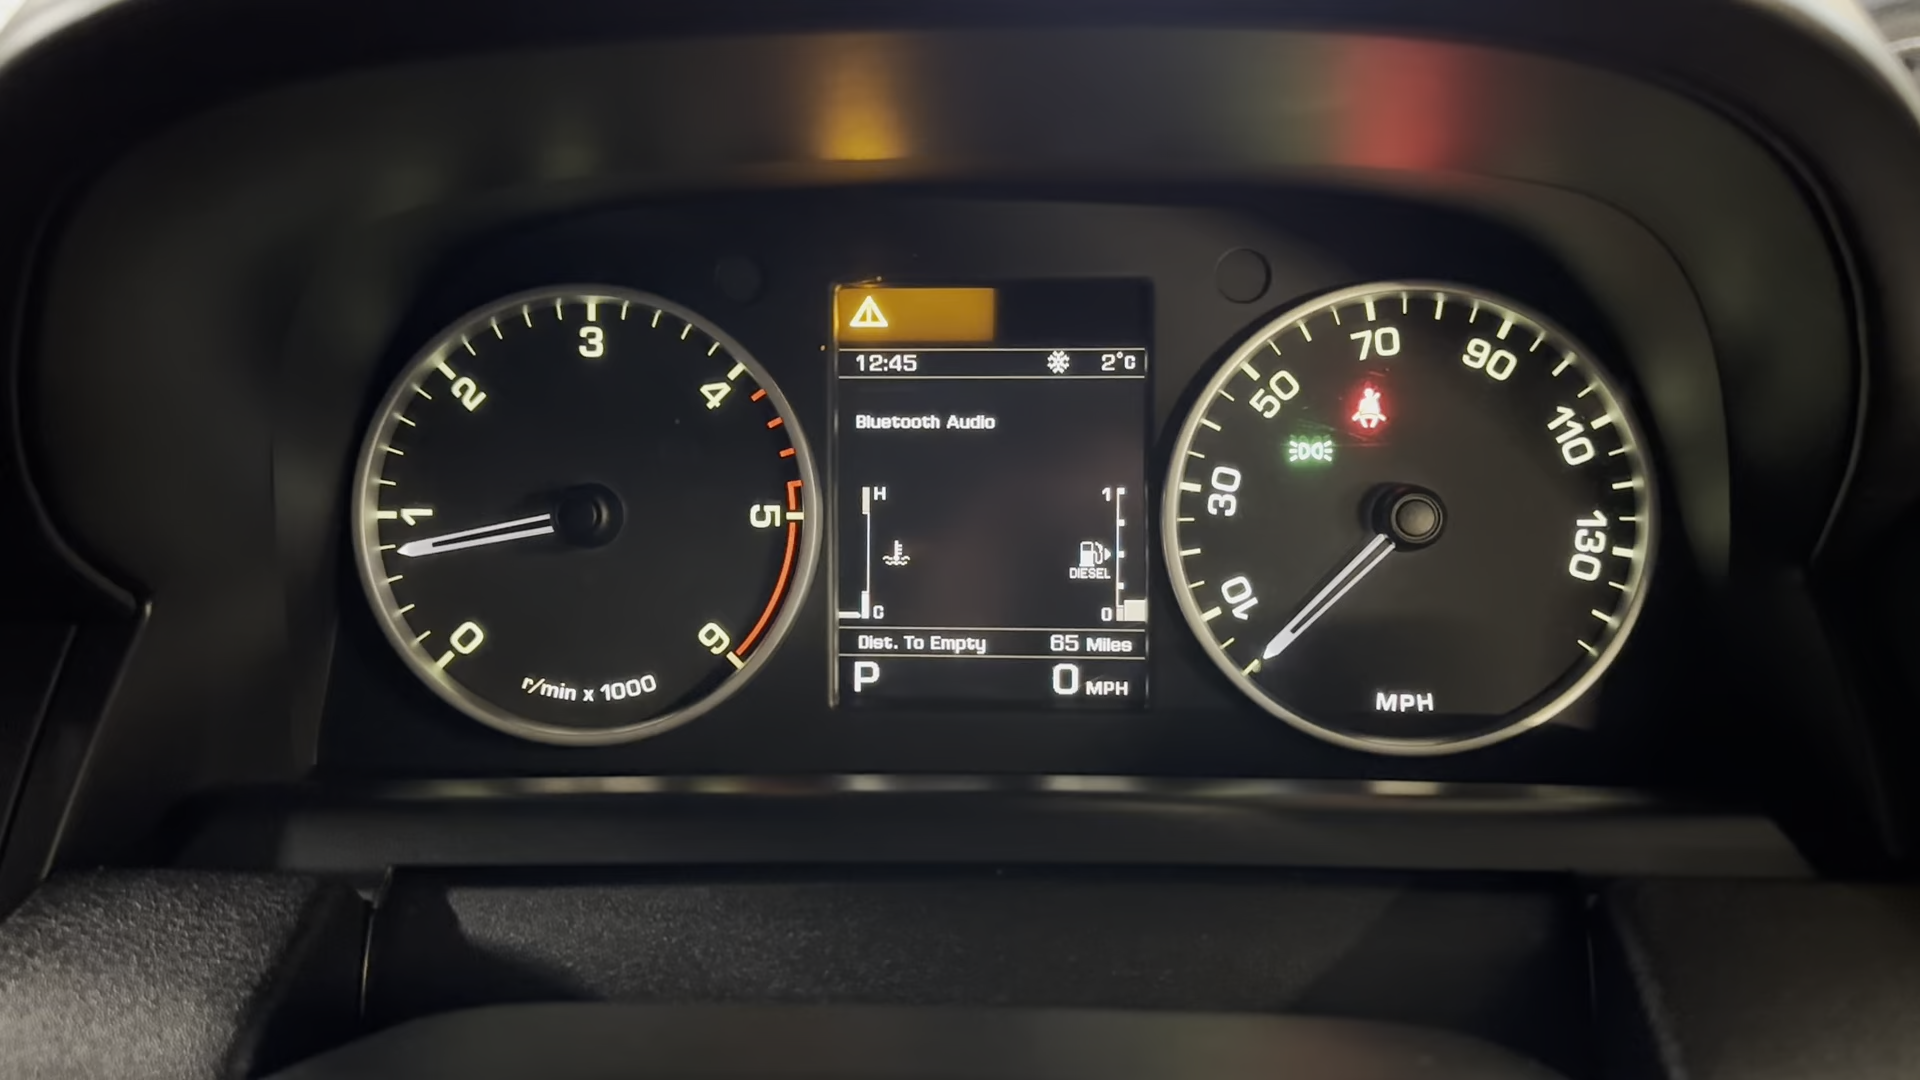 0
1
2
3
4
5
6
r/min x 1000
12:45 2°C
Bluetooth Audio
H
C
1
DIESEL
0
Dist. To Empty 65 Miles
P 0 MPH
10
30
50
70
90
110
130
MPH